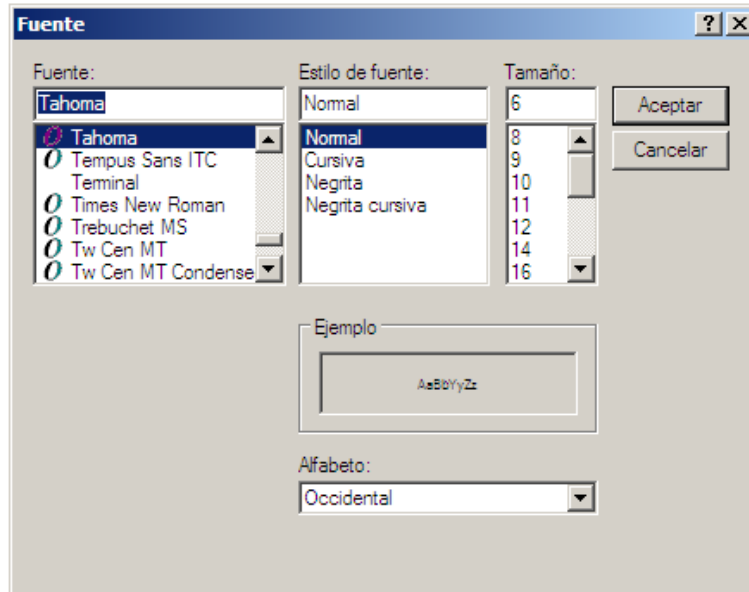 Fuente
Fuente:
Tahoma
Tahoma
Tempus Sans ITC
Terminal
Times New Roman
Trebuchet MS
Tw Cen MT
Tw Cen MT Condense
Estilo de fuente:
Normal
Normal
Cursiva
Negrita
Negrita cursiva
Tamaño:
6
8
9
10
11
12
14
16
Aceptar
Cancelar
Ejemplo
AaBbYyZz
Alfabeto:
Occidental